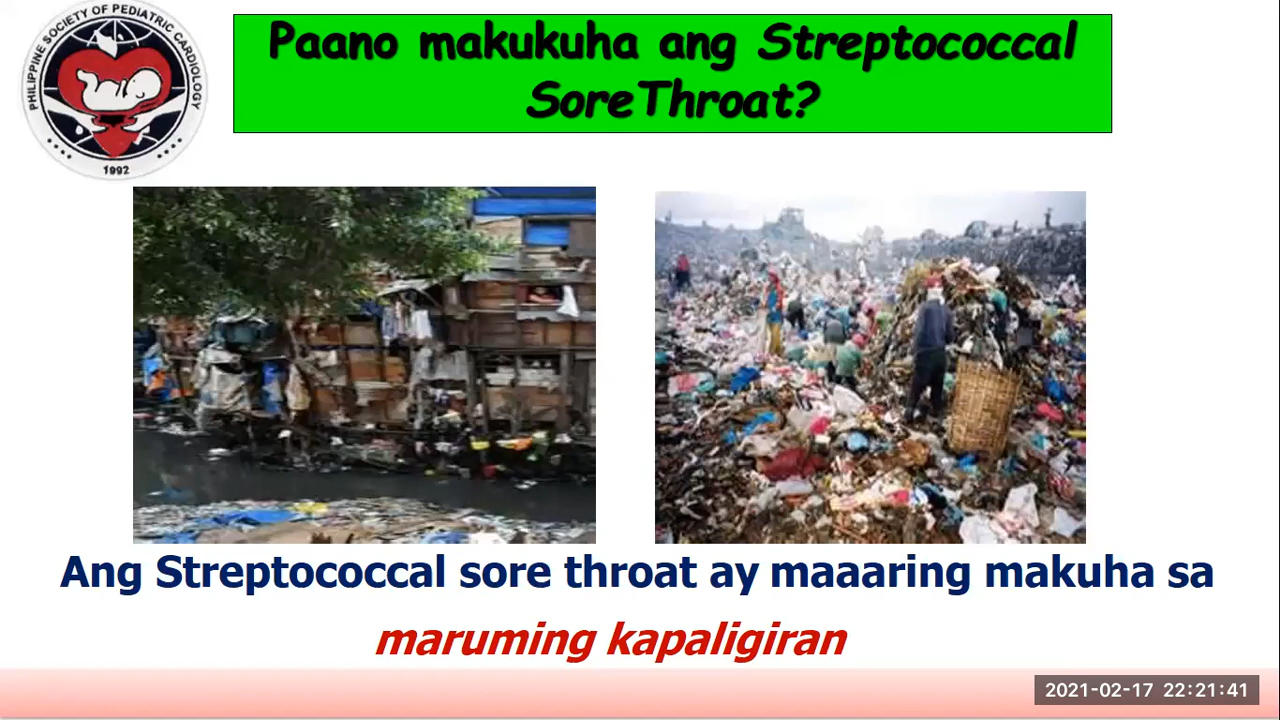 PHILIPPINE SOCIETY OF PEDIATRIC CARDIOLOGY
1992
Paano makukuha ang Streptococcal
SoreThroat?
Ang Streptococcal sore throat ay maaaring makuha sa
maruming kapaligiran
2021-02-17 22:21:41